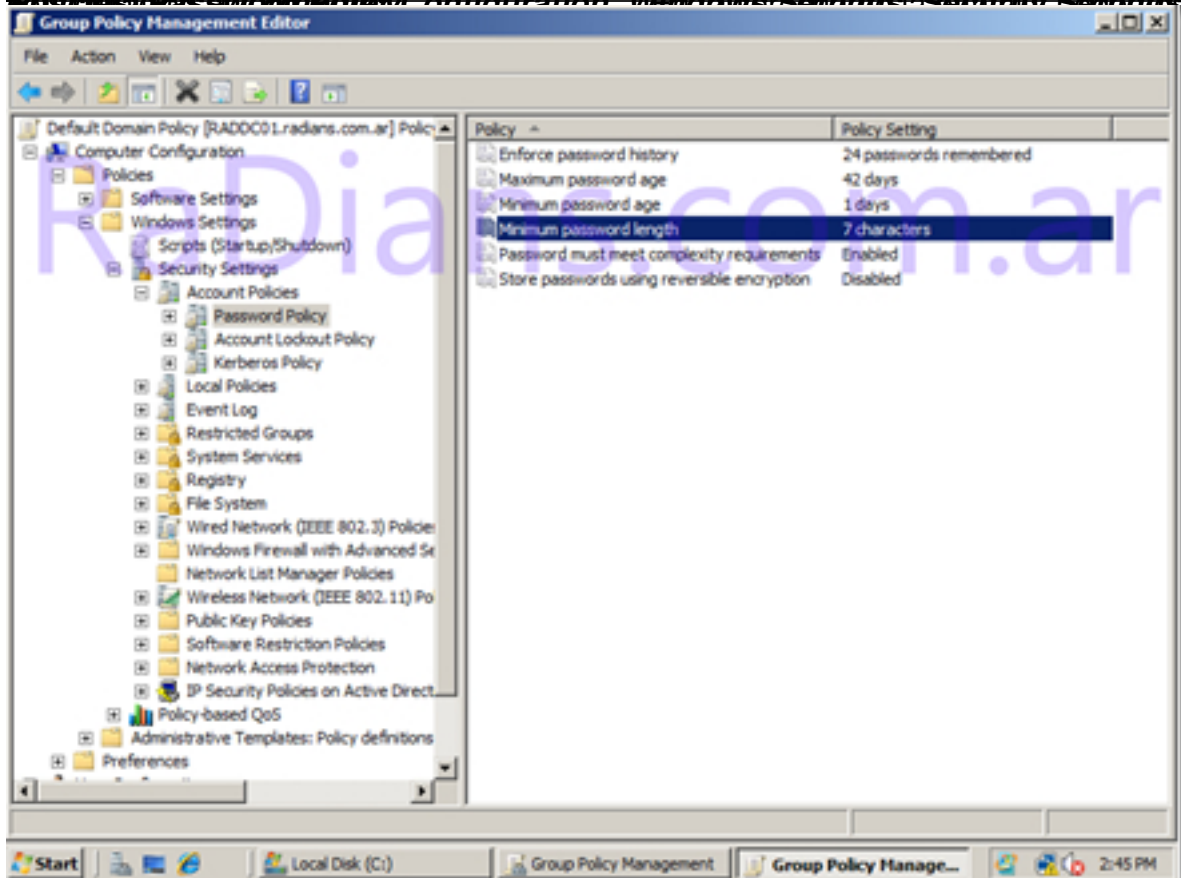 Group Policy Management Editor
File Action View Help
Default Domain Policy [RADDC01.radians.com.ar] Policy
Computer Configuration
Policies
Software Settings
Windows Settings
Scripts (Startup/Shutdown)
Security Settings
Account Policies
Password Policy
Account Lockout Policy
Kerberos Policy
Local Policies
Event Log
Restricted Groups
System Services
Registry
File System
Wired Network (IEEE 802.3) Policies
Windows Firewall with Advanced Se
Network List Manager Policies
Wireless Network (IEEE 802.11) Po
Public Key Policies
Software Restriction Policies
Network Access Protection
IP Security Policies on Active Direct
Policy-based QoS
Administrative Templates: Policy definitions
Preferences
Policy Policy Setting
Enforce password history 24 passwords remembered
Maximum password age 42 days
Minimum password age 1 days
Minimum password length 7 characters
Password must meet complexity requirements Enabled
Store passwords using reversible encryption Disabled
RaDians.com.ar
Start Local Disk (C:) Group Policy Management Group Policy Manage... 2:45 PM